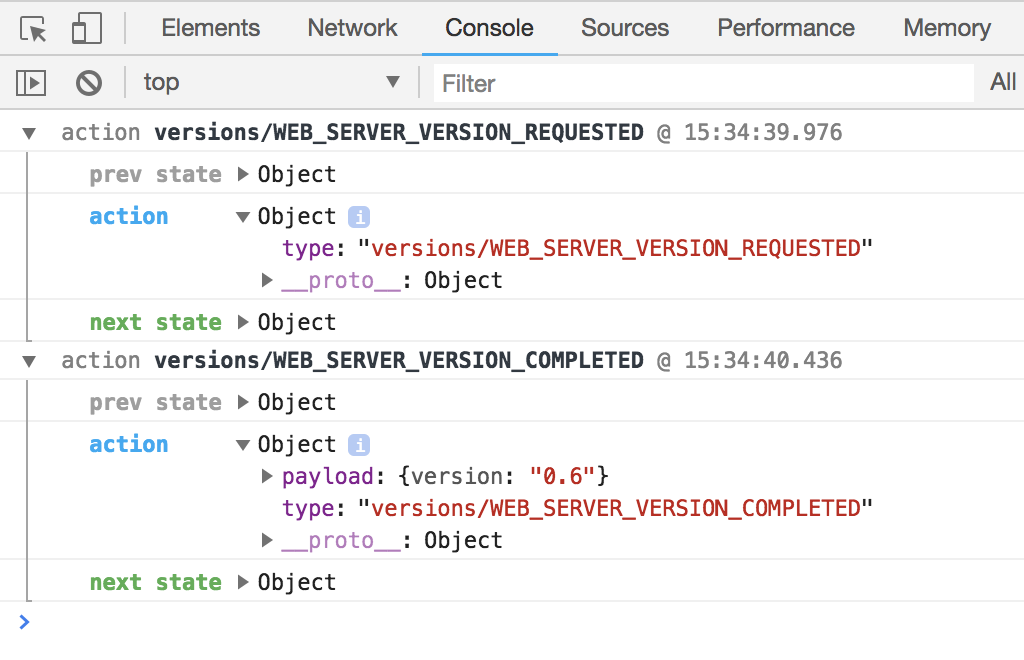 Elements Network Console Sources Performance Memory
top ▼ Filter All
▼ action versions/WEB_SERVER_VERSION_REQUESTED @ 15:34:39.976
prev state ▶ Object
action ▼ Object i
type: "versions/WEB_SERVER_VERSION_REQUESTED"
▶ __proto__: Object
next state ▶ Object
▼ action versions/WEB_SERVER_VERSION_COMPLETED @ 15:34:40.436
prev state ▶ Object
action ▼ Object i
▶ payload: {version: "0.6"}
type: "versions/WEB_SERVER_VERSION_COMPLETED"
▶ __proto__: Object
next state ▶ Object
>